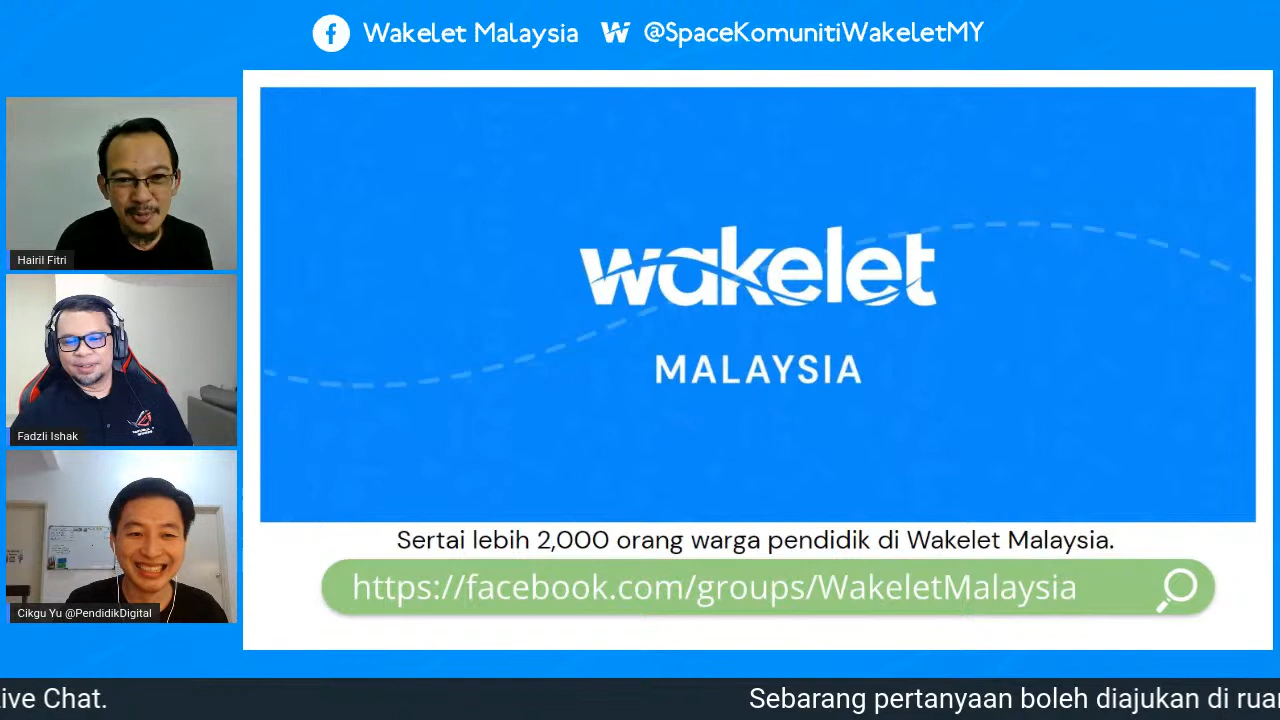 Wakelet Malaysia @SpaceKomunitiWakeletMY
Hairil Fitri
Fadzli Ishak
Cikgu Yu @PendidikDigital
wakelet
MALAYSIA
Sertai lebih 2,000 orang warga pendidik di Wakelet Malaysia.
https://facebook.com/groups/WakeletMalaysia
ive Chat.
Sebarang pertanyaan boleh diajukan di ruan